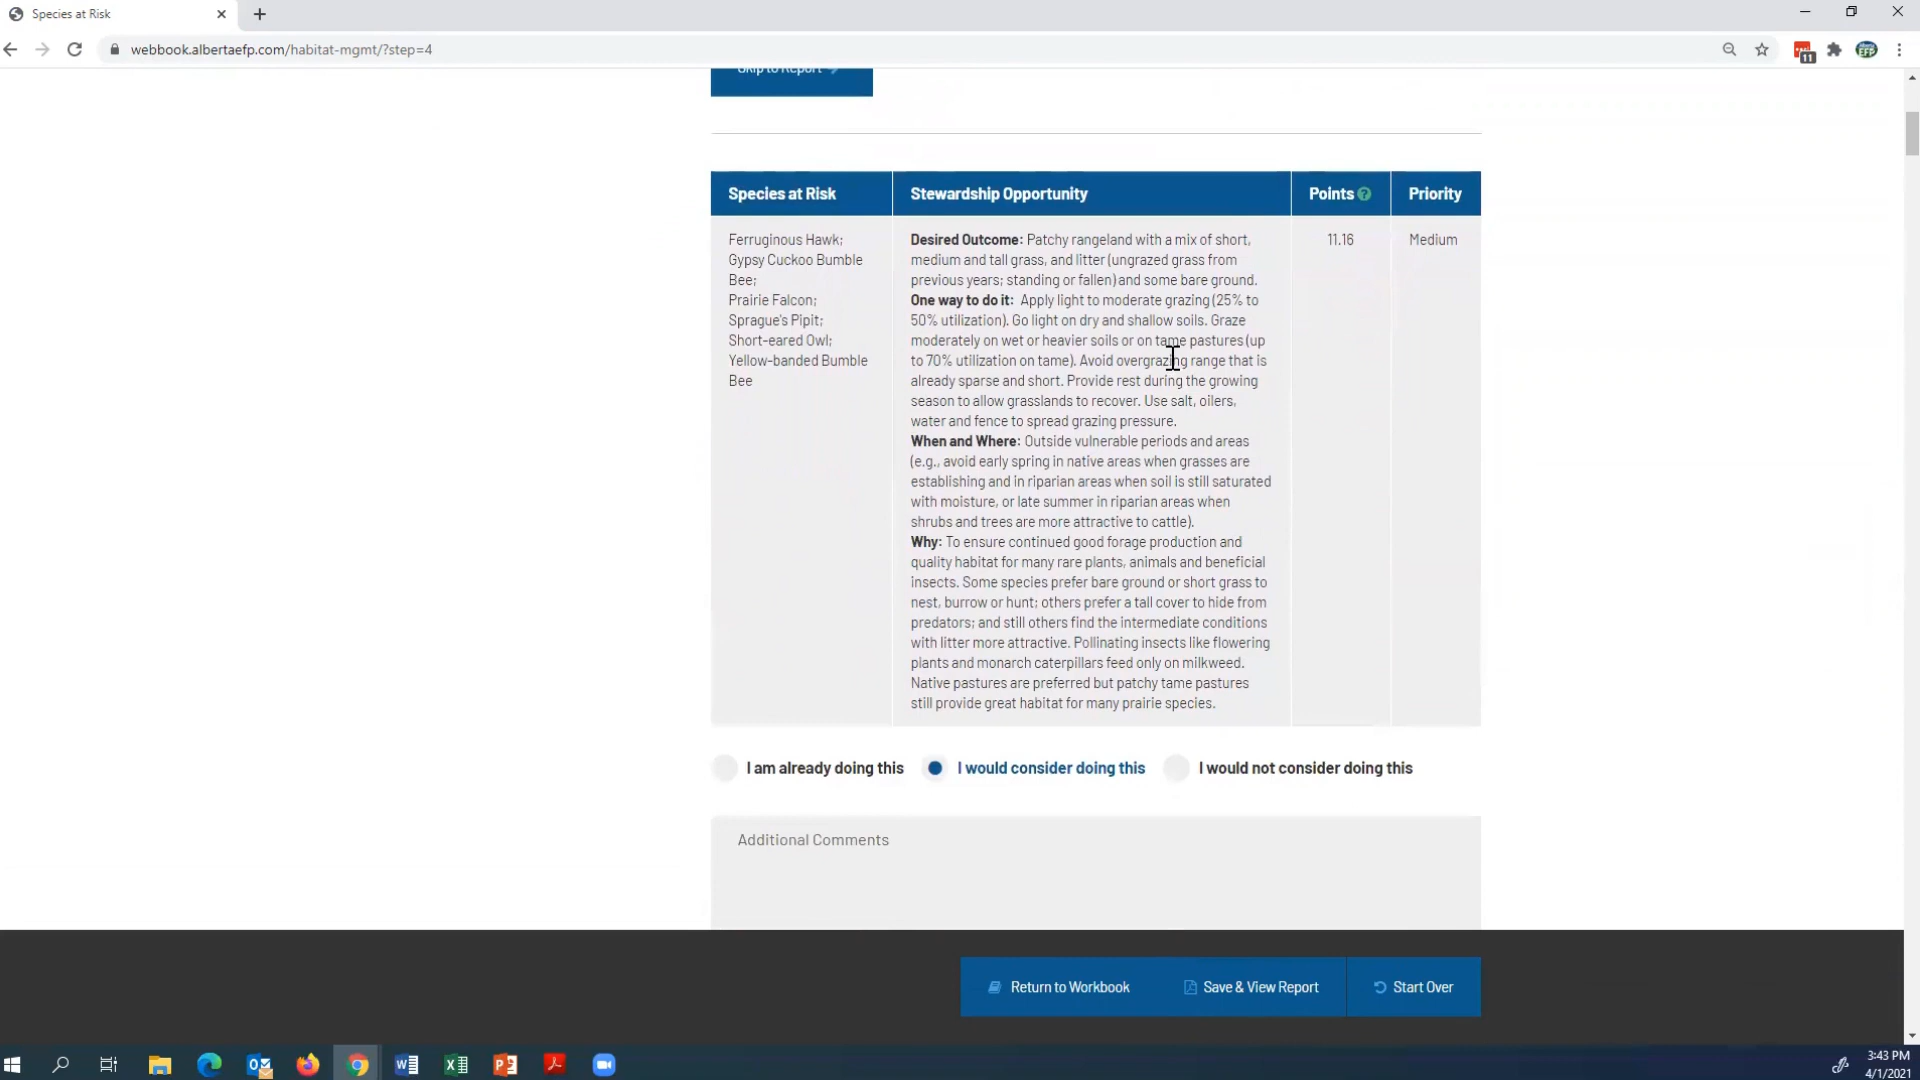 Species at Risk
webbook.albertaefp.com/habitat-mgmt/?step=4
11
EFP
Skip to Report
Species at Risk
Stewardship Opportunity
Points
Priority
Ferruginous Hawk;
Gypsy Cuckoo Bumble
Bee;
Prairie Falcon;
Sprague's Pipit;
Short-eared Owl;
Yellow-banded Bumble
Bee
Desired Outcome: Patchy rangeland with a mix of short,
medium and tall grass, and litter (ungrazed grass from
previous years; standing or fallen) and some bare ground.
One way to do it: Apply light to moderate grazing (25% to
50% utilization). Go light on dry and shallow soils. Graze
moderately on wet or heavier soils or on tame pastures (up
to 70% utilization on tame). Avoid overgrazing range that is
already sparse and short. Provide rest during the growing
season to allow grasslands to recover. Use salt, oilers,
water and fence to spread grazing pressure.
When and Where: Outside vulnerable periods and areas
(e.g., avoid early spring in native areas when grasses are
establishing and in riparian areas when soil is still saturated
with moisture, or late summer in riparian areas when
shrubs and trees are more attractive to cattle).
Why: To ensure continued good forage production and
quality habitat for many rare plants, animals and beneficial
insects. Some species prefer bare ground or short grass to
nest, burrow or hunt; others prefer a tall cover to hide from
predators; and still others find the intermediate conditions
with litter more attractive. Pollinating insects like flowering
plants and monarch caterpillars feed only on milkweed.
Native pastures are preferred but patchy tame pastures
still provide great habitat for many prairie species.
11.16
Medium
I am already doing this
I would consider doing this
I would not consider doing this
Additional Comments
Return to Workbook
Save & View Report
Start Over
3:43 PM
4/1/2021